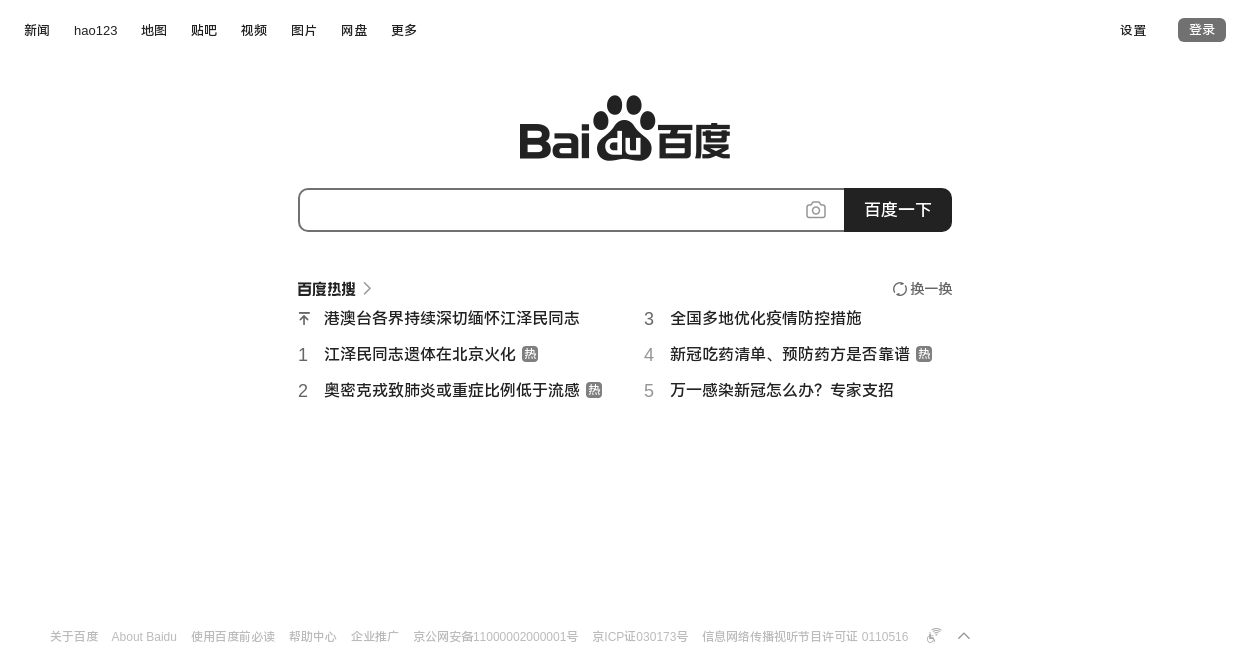 新闻 hao123 地图 贴吧 视频 图片 网盘 更多 设置 登录
Bai du 百度
百度一下
百度热搜 换一换
港澳台各界持续深切缅怀江泽民同志
1 江泽民同志遗体在北京火化 热
2 奥密克戎致肺炎或重症比例低于流感 热
3 全国多地优化疫情防控措施
4 新冠吃药清单、预防药方是否靠谱 热
5 万一感染新冠怎么办？专家支招
关于百度 About Baidu 使用百度前必读 帮助中心 企业推广 京公网安备11000002000001号 京ICP证030173号 信息网络传播视听节目许可证 0110516